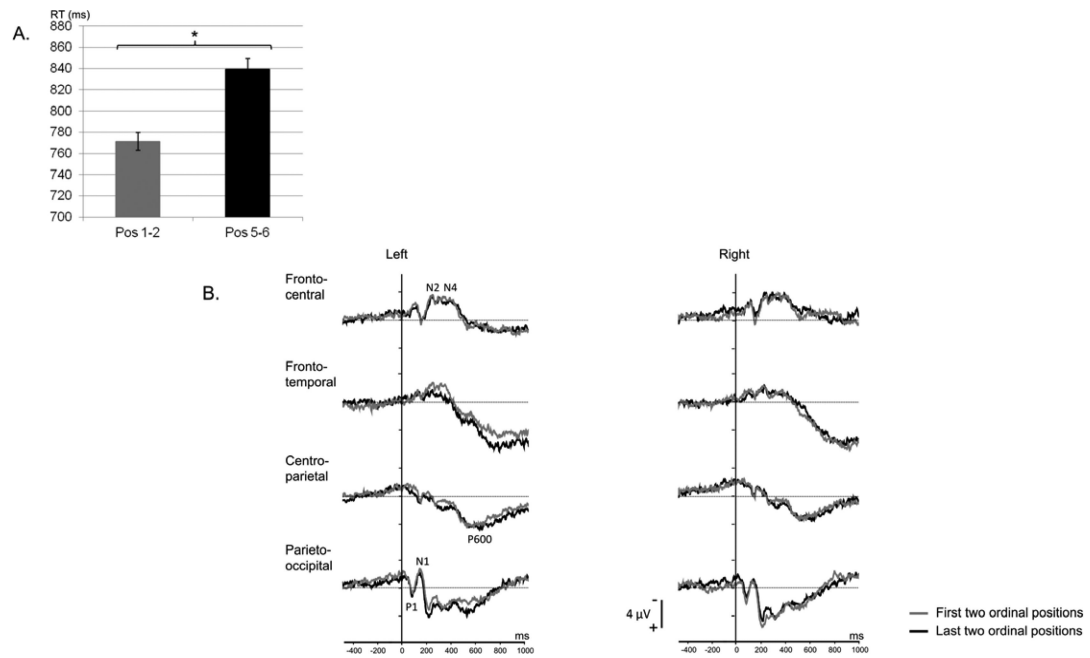 A.
RT (ms)
*
880
860
840
820
800
780
760
740
720
700
Pos 1-2
Pos 5-6
B.
Left
Right
Fronto-
central
N2 N4
Fronto-
temporal
Centro-
parietal
P600
Parieto-
occipital
N1
P1
ms
-400 -200 0 200 400 600 800 1000
4 µV
-
+
ms
-400 -200 0 200 400 600 800 1000
First two ordinal positions
Last two ordinal positions